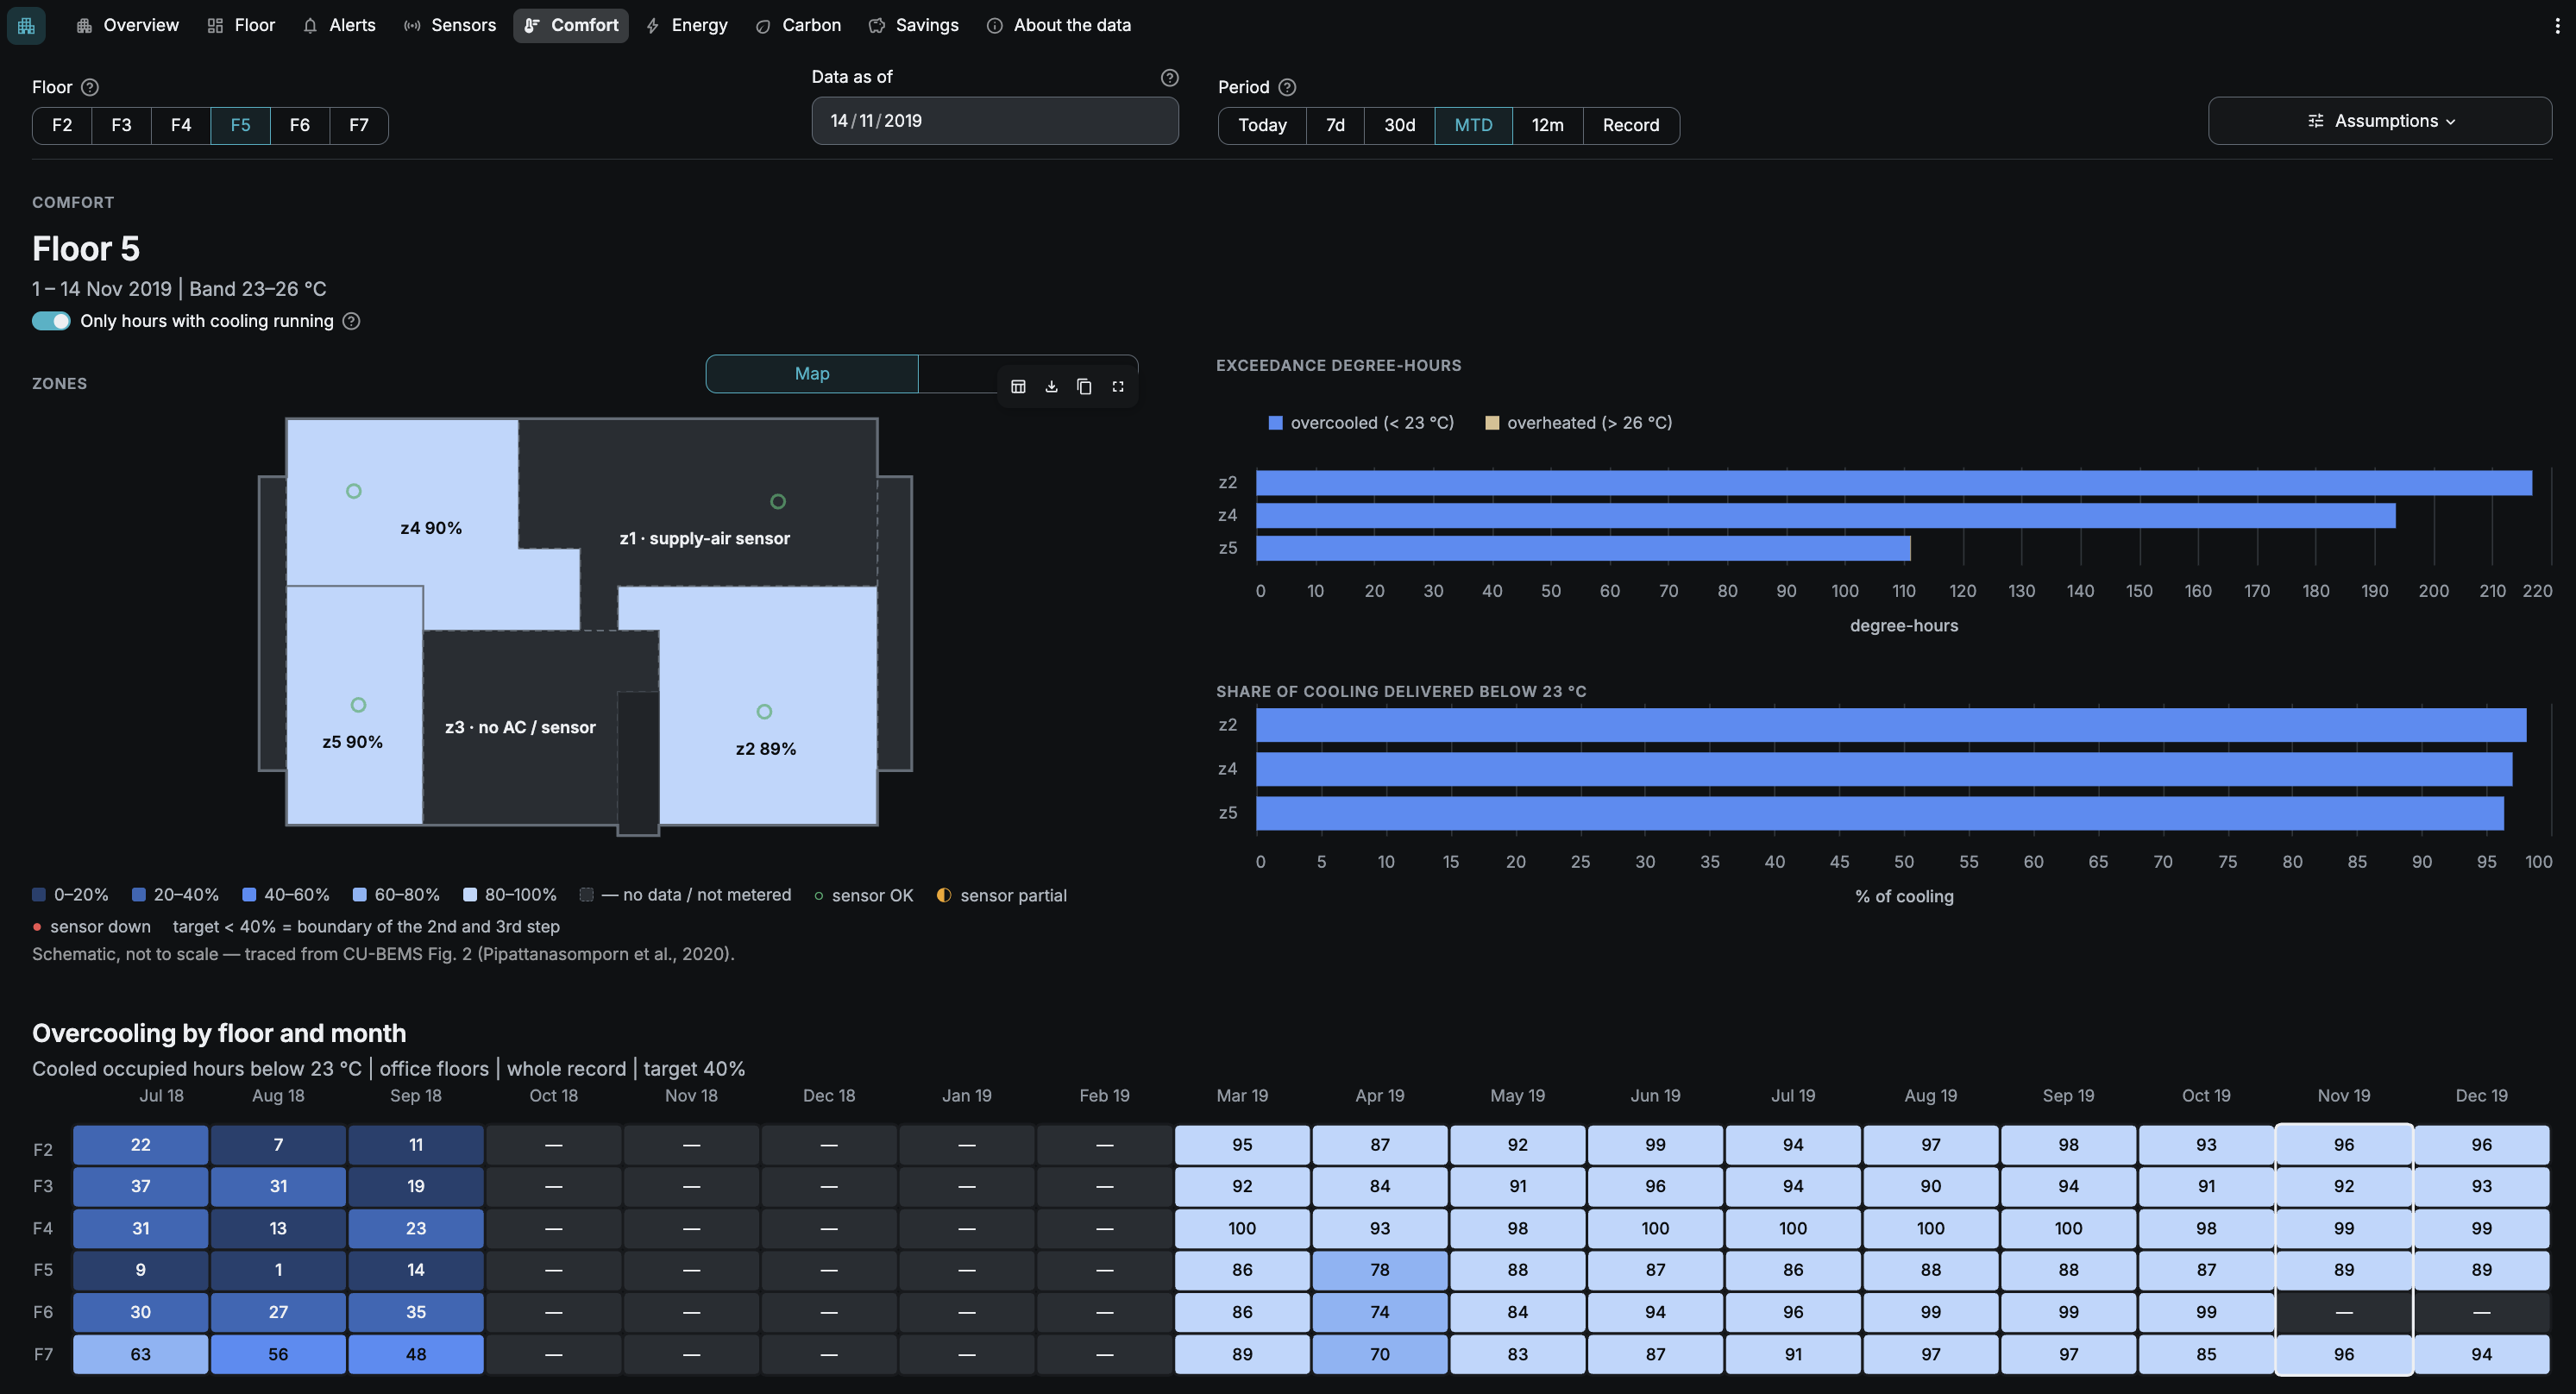 Overview Floor Alerts Sensors Comfort Energy Carbon Savings About the data
Floor
F2 F3 F4 F5 F6 F7
Data as of
14/11/2019
Period
Today 7d 30d MTD 12m Record
Assumptions
COMFORT
Floor 5
1 – 14 Nov 2019 | Band 23–26 °C
Only hours with cooling running
ZONES
Map
z4 90%
z1 · supply-air sensor
z5 90%
z3 · no AC / sensor
z2 89%
0–20% 20–40% 40–60% 60–80% 80–100% — no data / not metered sensor OK sensor partial
sensor down target < 40% = boundary of the 2nd and 3rd step
Schematic, not to scale — traced from CU-BEMS Fig. 2 (Pipattanasomporn et al., 2020).
EXCEEDANCE DEGREE-HOURS
overcooled (< 23 °C) overheated (> 26 °C)
z2
z4
z5
0 10 20 30 40 50 60 70 80 90 100 110 120 130 140 150 160 170 180 190 200 210 220
degree-hours
SHARE OF COOLING DELIVERED BELOW 23 °C
z2
z4
z5
0 5 10 15 20 25 30 35 40 45 50 55 60 65 70 75 80 85 90 95 100
% of cooling
Overcooling by floor and month
Cooled occupied hours below 23 °C | office floors | whole record | target 40%
Jul 18 Aug 18 Sep 18 Oct 18 Nov 18 Dec 18 Jan 19 Feb 19 Mar 19 Apr 19 May 19 Jun 19 Jul 19 Aug 19 Sep 19 Oct 19 Nov 19 Dec 19
F2 22 7 11 — — — — — 95 87 92 99 94 97 98 93 96 96
F3 37 31 19 — — — — — 92 84 91 96 94 90 94 91 92 93
F4 31 13 23 — — — — — 100 93 98 100 100 100 100 98 99 99
F5 9 1 14 — — — — — 86 78 88 87 86 88 88 87 89 89
F6 30 27 35 — — — — — 86 74 84 94 96 99 99 99 — —
F7 63 56 48 — — — — — 89 70 83 87 91 97 97 85 96 94